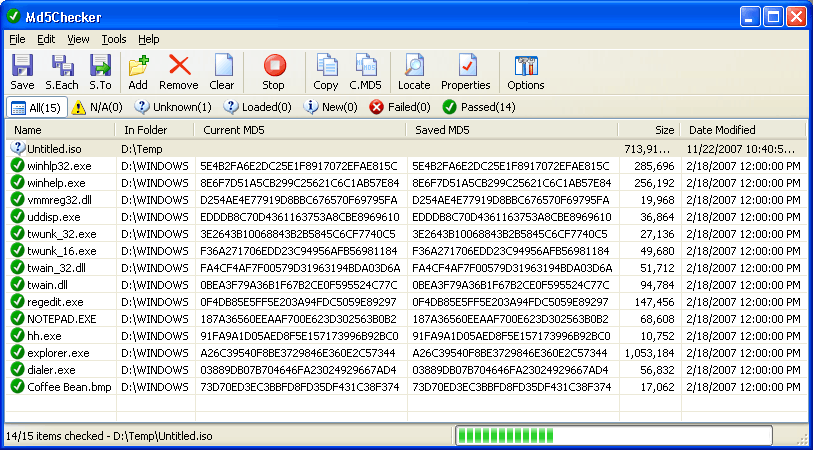 Md5Checker
File Edit View Tools Help
Save S.Each S.To Add Remove Clear Stop Copy C.MD5 Locate Properties Options
All(15) N/A(0) Unknown(1) Loaded(0) New(0) Failed(0) Passed(14)
Name In Folder Current MD5 Saved MD5 Size Date Modified
Untitled.iso D:\Temp 713,91... 11/22/2007 10:40:5...
winhlp32.exe D:\WINDOWS 5E4B2FA6E2DC25E1F8917072EFAE815C 5E4B2FA6E2DC25E1F8917072EFAE815C 285,696 2/18/2007 12:00:00 PM
winhelp.exe D:\WINDOWS 8E6F7D51A5CB299C25621C6C1AB57E84 8E6F7D51A5CB299C25621C6C1AB57E84 256,192 2/18/2007 12:00:00 PM
vmmreg32.dll D:\WINDOWS D254AE4E77919D8BBC576570F69795FA D254AE4E77919D8BBC576570F69795FA 19,968 2/18/2007 12:00:00 PM
uddisp.exe D:\WINDOWS EDDDB8C70D4361163753A8CBE8969610 EDDDB8C70D4361163753A8CBE8969610 36,864 2/18/2007 12:00:00 PM
twunk_32.exe D:\WINDOWS 3E2643B10068843B2B5845C6CF7740C5 3E2643B10068843B2B5845C6CF7740C5 27,136 2/18/2007 12:00:00 PM
twunk_16.exe D:\WINDOWS F36A271706EDD23C94956AFB56981184 F36A271706EDD23C94956AFB56981184 49,680 2/18/2007 12:00:00 PM
twain_32.dll D:\WINDOWS FA4CF4AF7F00579D31963194BDA03D6A FA4CF4AF7F00579D31963194BDA03D6A 51,712 2/18/2007 12:00:00 PM
twain.dll D:\WINDOWS 0BEA3F79A36B1F67B2CE0F595524C77C 0BEA3F79A36B1F67B2CE0F595524C77C 94,784 2/18/2007 12:00:00 PM
regedit.exe D:\WINDOWS 0F4DB85E5FF5E203A94FDC5059E89297 0F4DB85E5FF5E203A94FDC5059E89297 147,456 2/18/2007 12:00:00 PM
NOTEPAD.EXE D:\WINDOWS 187A36560EEAAF700E623D302563B0B2 187A36560EEAAF700E623D302563B0B2 68,608 2/18/2007 12:00:00 PM
hh.exe D:\WINDOWS 91FA9A1D05AED8F5E157173996B92BC0 91FA9A1D05AED8F5E157173996B92BC0 10,752 2/18/2007 12:00:00 PM
explorer.exe D:\WINDOWS A26C39540F8BE3729846E360E2C57344 A26C39540F8BE3729846E360E2C57344 1,053,184 2/18/2007 12:00:00 PM
dialer.exe D:\WINDOWS 03889DB07B704646FA23024929667AD4 03889DB07B704646FA23024929667AD4 56,832 2/18/2007 12:00:00 PM
Coffee Bean.bmp D:\WINDOWS 73D70ED3EC3BBFD8FD35DF431C38F374 73D70ED3EC3BBFD8FD35DF431C38F374 17,062 2/18/2007 12:00:00 PM
14/15 items checked - D:\Temp\Untitled.iso